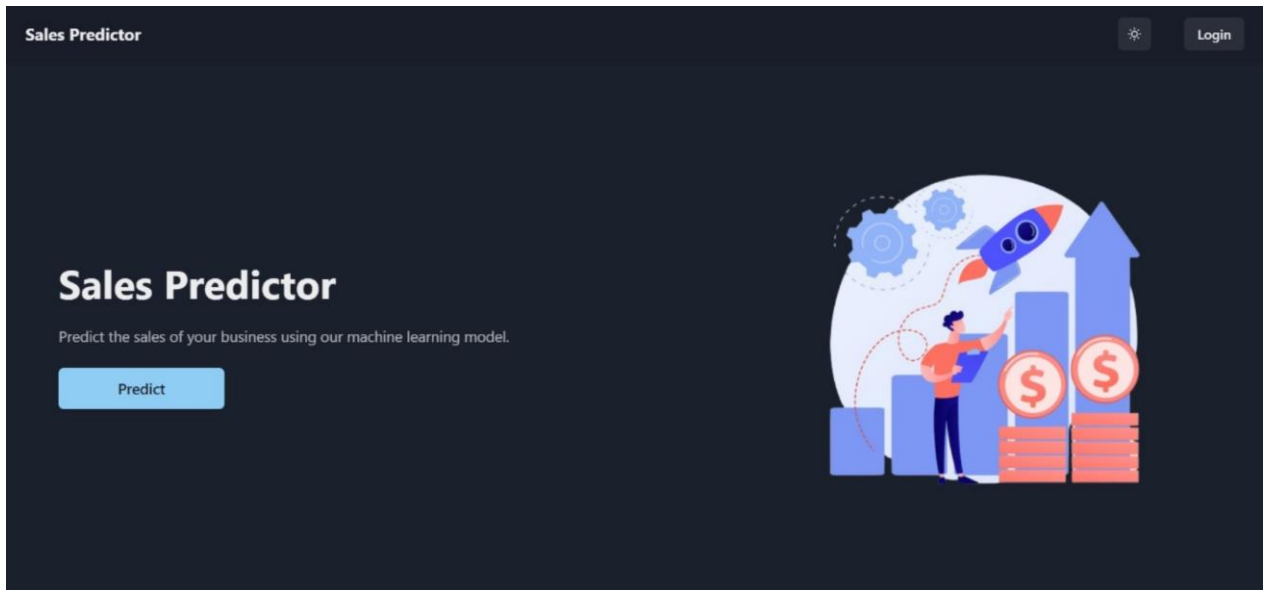 Sales Predictor
Login
Sales Predictor
Predict the sales of your business using our machine learning model.
Predict
$
$